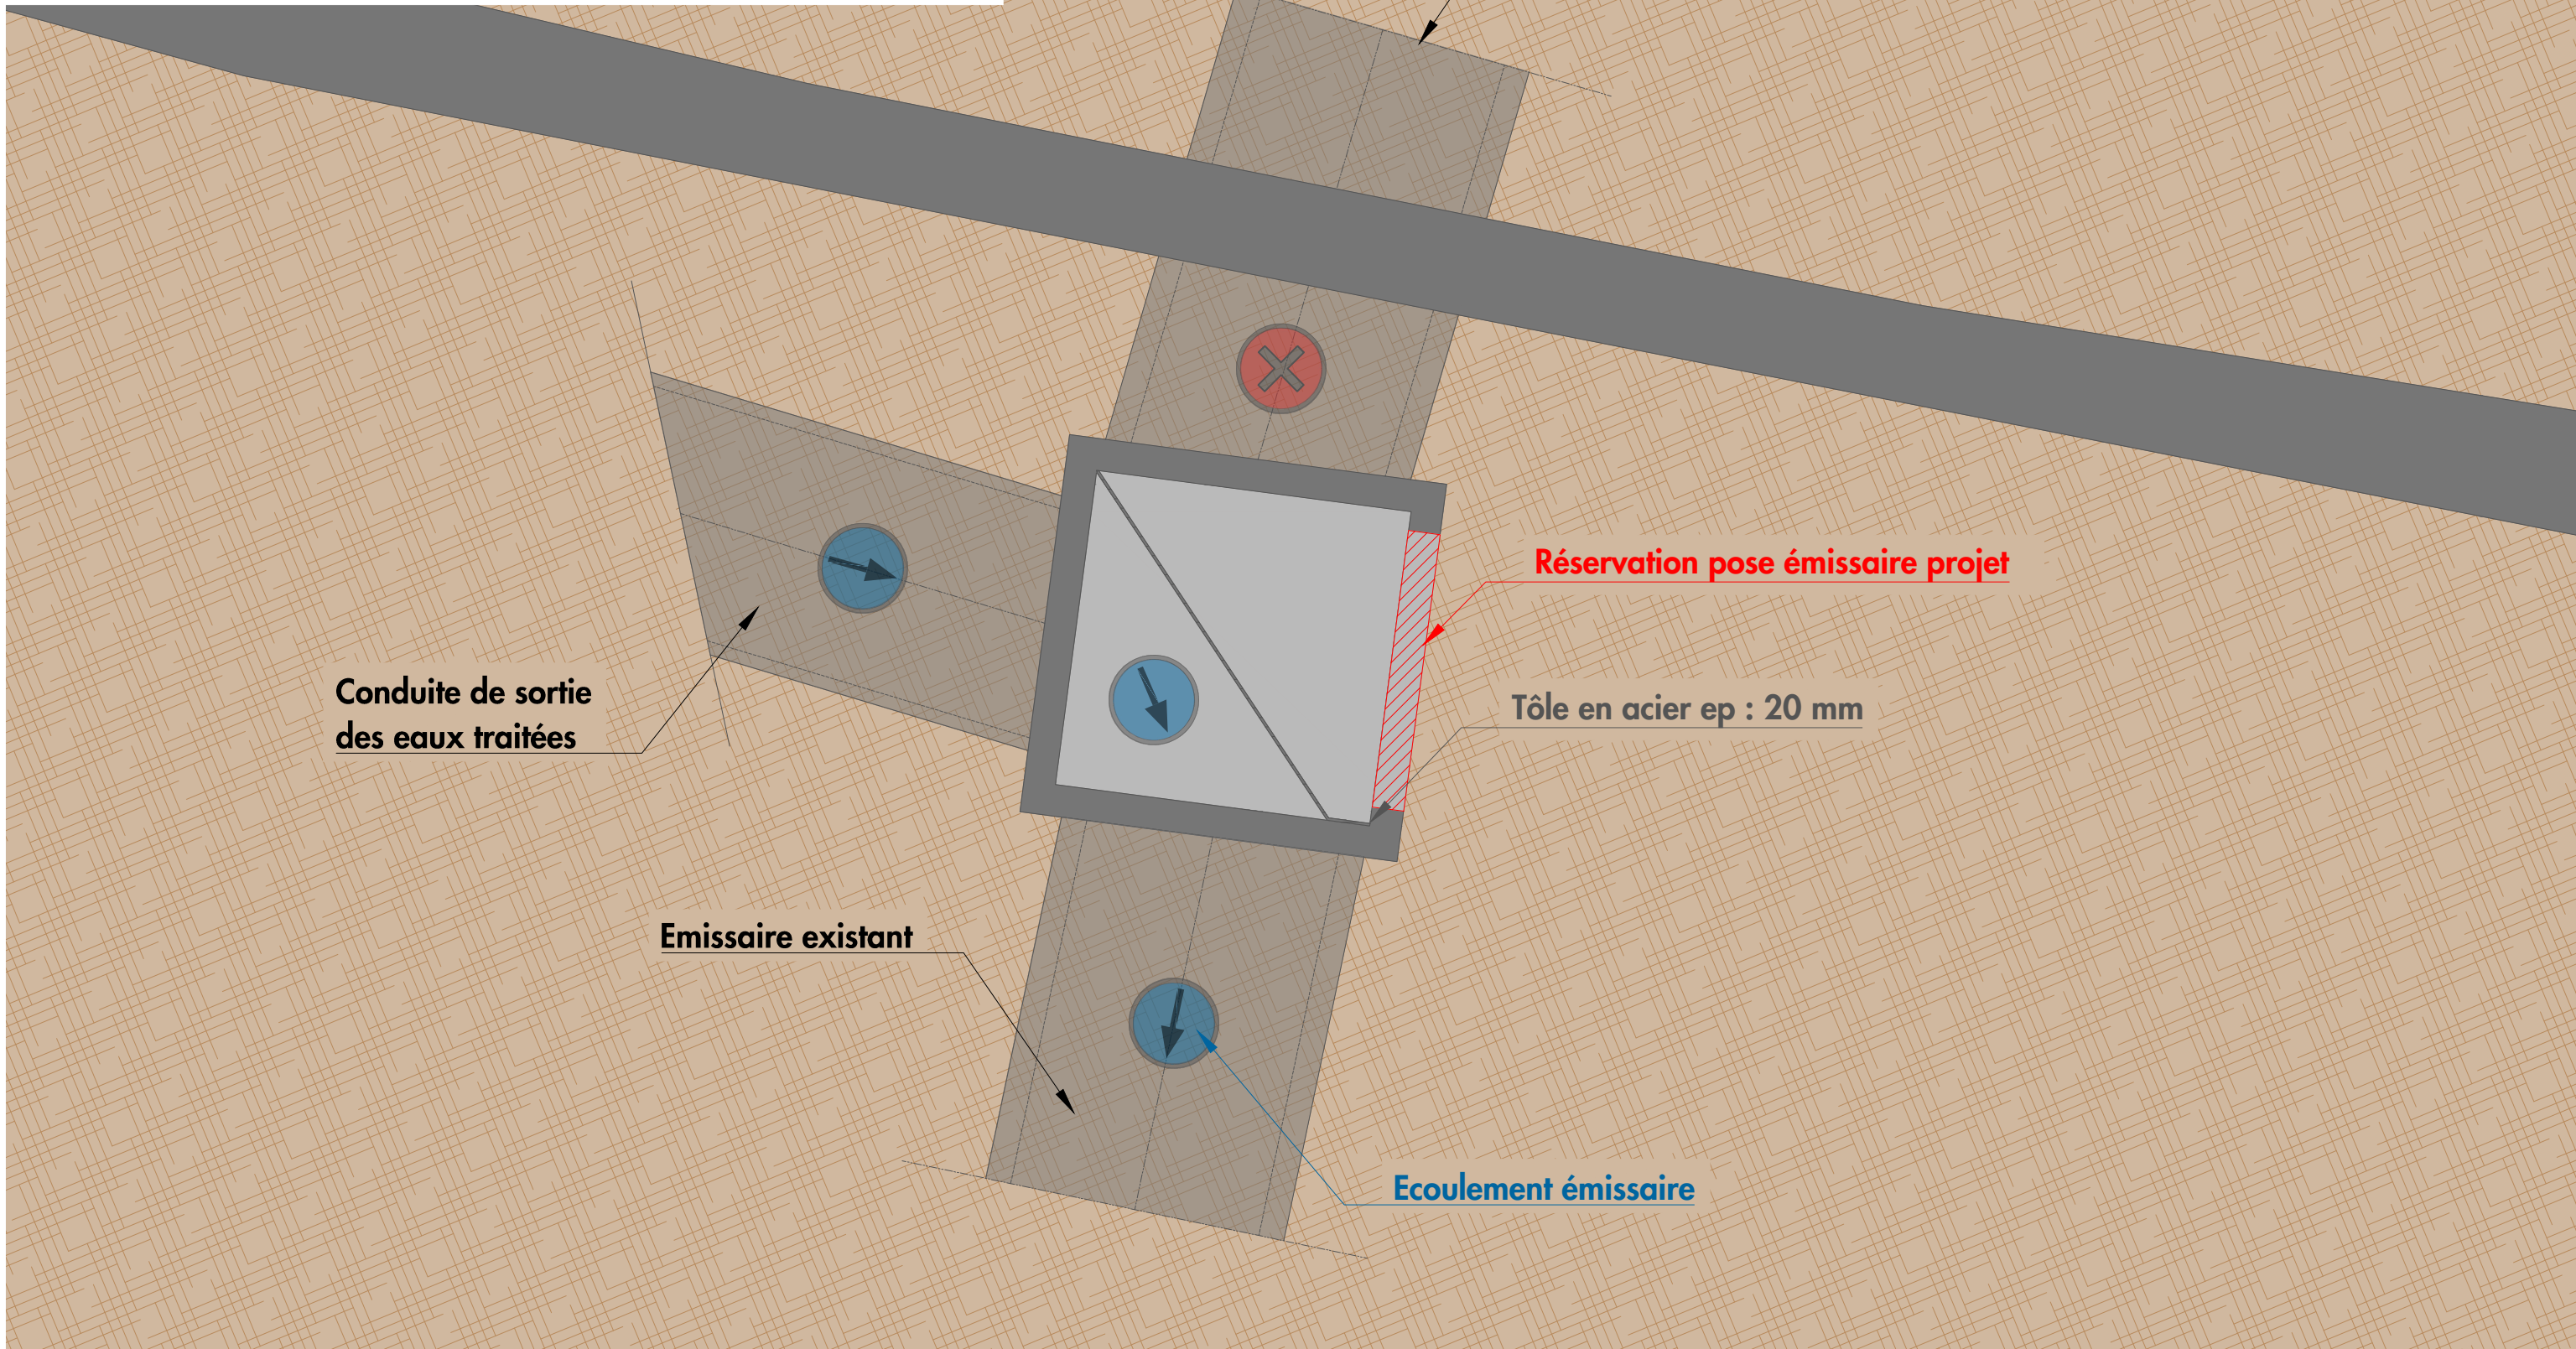 Réservation pose émissaire projet
Conduite de sortie
des eaux traitées
Tôle en acier ep : 20 mm
Emissaire existant
Ecoulement émissaire